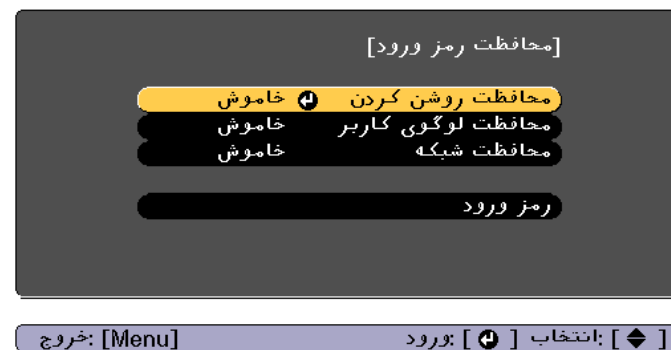 [محافظت رمز ورود]
محافظت روشن کردن خاموش
محافظت لوگوی کاربر خاموش
محافظت شبکه خاموش
رمز ورود
[ ] :انتخاب [ ] :ورود [Menu] :خروج